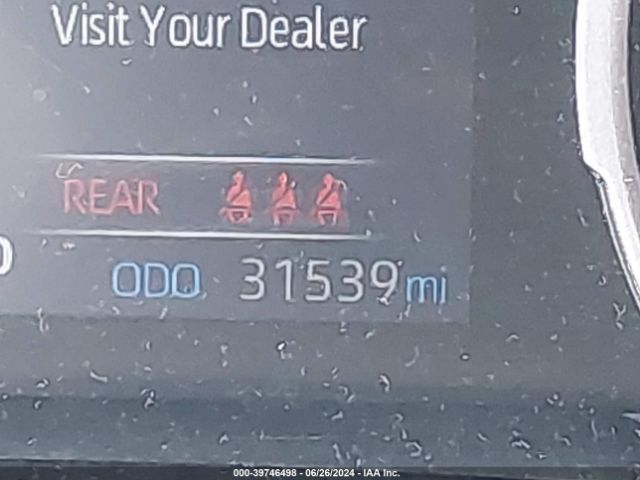 Visit Your Dealer
REAR
ODO 31539 mi
000-39746498 - 06/26/2024 - IAA Inc.